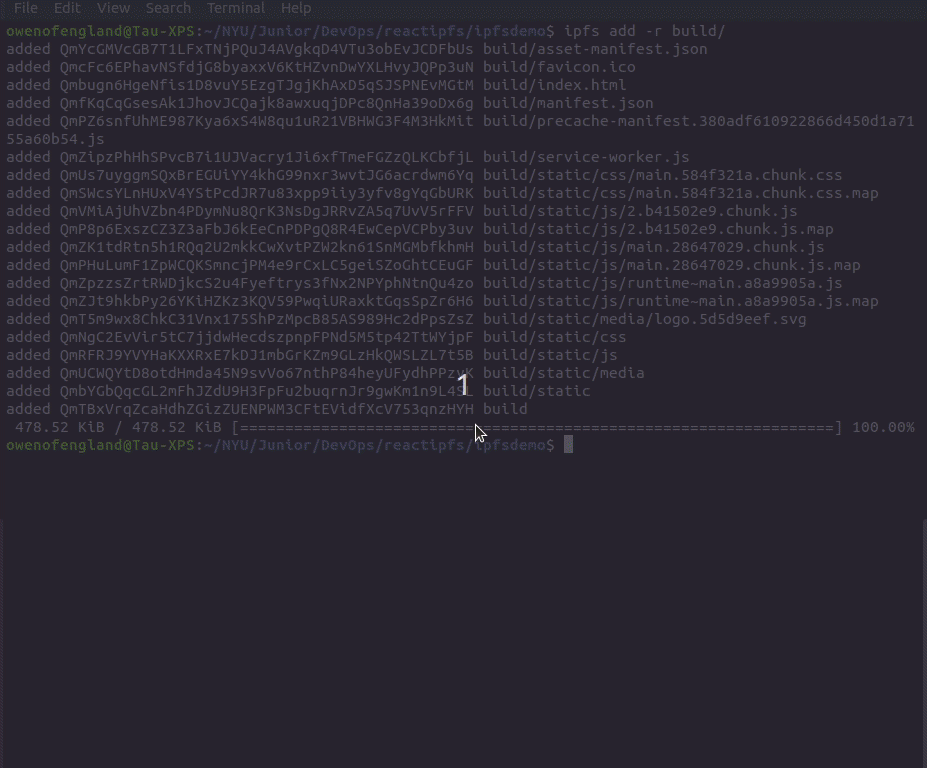 File Edit View Search Terminal Help
owenofengland@Tau-XPS:~/NYU/Junior/DevOps/reactipfs/ipfsdemo$ ipfs add -r build/
added QmYcGMVcGB7T1LFxTNjPQuJ4AVgkqD4VTu3obEvJCDFbUs build/asset-manifest.json
added QmcFc6EPhavNSfdjG8byaxxV6KtHZvnDwYXLHvyJQPp3uN build/favicon.ico
added Qmbugn6HgeNfis1D8vuY5EzgTJgjKhAxD5qSJSPNEvMGtM build/index.html
added QmfKqCqGsesAk1JhovJCQajk8awxuqjDPc8QnHa39oDx6g build/manifest.json
added QmPZ6snfUhME987Kya6xS4W8qu1uR21VBHWG3F4M3HkMit build/precache-manifest.380adf610922866d450d1a71
55a60b54.js
added QmZipzPhHhSPvcB7i1UJVacry1Ji6xfTmeFGZzQLKCbfjL build/service-worker.js
added QmUs7uyggmSQxBrEGUiYY4khG99nxr3wvtJG6acrdwm6Yq build/static/css/main.584f321a.chunk.css
added QmSWcsYLnHUxV4YStPcdJR7u83xpp9iiy3yfv8gYqGbURK build/static/css/main.584f321a.chunk.css.map
added QmVMiAjUhVZbn4PDymNu8QrK3NsDgJRRvZA5q7UvV5rFFV build/static/js/2.b41502e9.chunk.js
added QmP8p6ExszCZ3Z3aFbJ6kEeCnPDPgQ8R4EwCepVCPby3uv build/static/js/2.b41502e9.chunk.js.map
added QmZK1tdRtn5h1RQq2U2mkkCwXvtPZW2kn61SnMGMbfkhmH build/static/js/main.28647029.chunk.js
added QmPHuLumF1ZpWCQKSmncjPM4e9rCxLC5geiSZoGhtCEuGF build/static/js/main.28647029.chunk.js.map
added QmZpzzsZrtRWDjkcS2u4Fyeftrys3fNx2NPYphNtnQu4zo build/static/js/runtime~main.a8a9905a.js
added QmZJt9hkbPy26YKiHZKz3KQV59PwqiURaxktGqsSpZr6H6 build/static/js/runtime~main.a8a9905a.js.map
added QmT5m9wx8ChkC31Vnx175ShPzMpcB85AS989Hc2dPpsZsZ build/static/media/logo.5d5d9eef.svg
added QmNgC2EvVir5tC7jjdwHecdszpnpFPNd5M5tp42TtWYjpF build/static/css
added QmRFRJ9YVYHaKXXRxE7kDJ1mbGrKZm9GLzHkQWSLZL7t5B build/static/js
added build/static/media
1
added build/static
added QmTBxVrqZcaHdhZGizZUENPWM3CFtEVidfXcV753qnzHYH build
478.52 KiB / 478.52 KiB [==================================================================] 100.00%
owenofengland@Tau-XPS:~/NYU/Junior/DevOps/reactipfs/ipfsdemo$